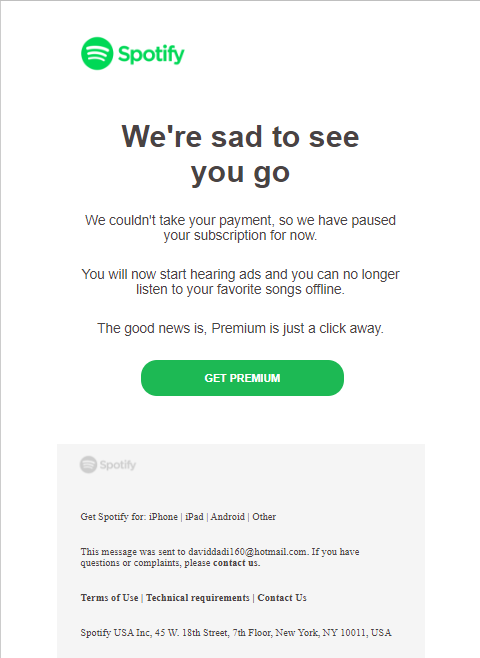 Spotify
We're sad to see
you go
We couldn't take your payment, so we have paused
your subscription for now.
You will now start hearing ads and you can no longer
listen to your favorite songs offline.
The good news is, Premium is just a click away.
GET PREMIUM
Spotify
Get Spotify for: iPhone | iPad | Android | Other
This message was sent to daviddadi160@hotmail.com. If you have
questions or complaints, please contact us.
Terms of Use | Technical requirements | Contact Us
Spotify USA Inc, 45 W. 18th Street, 7th Floor, New York, NY 10011, USA